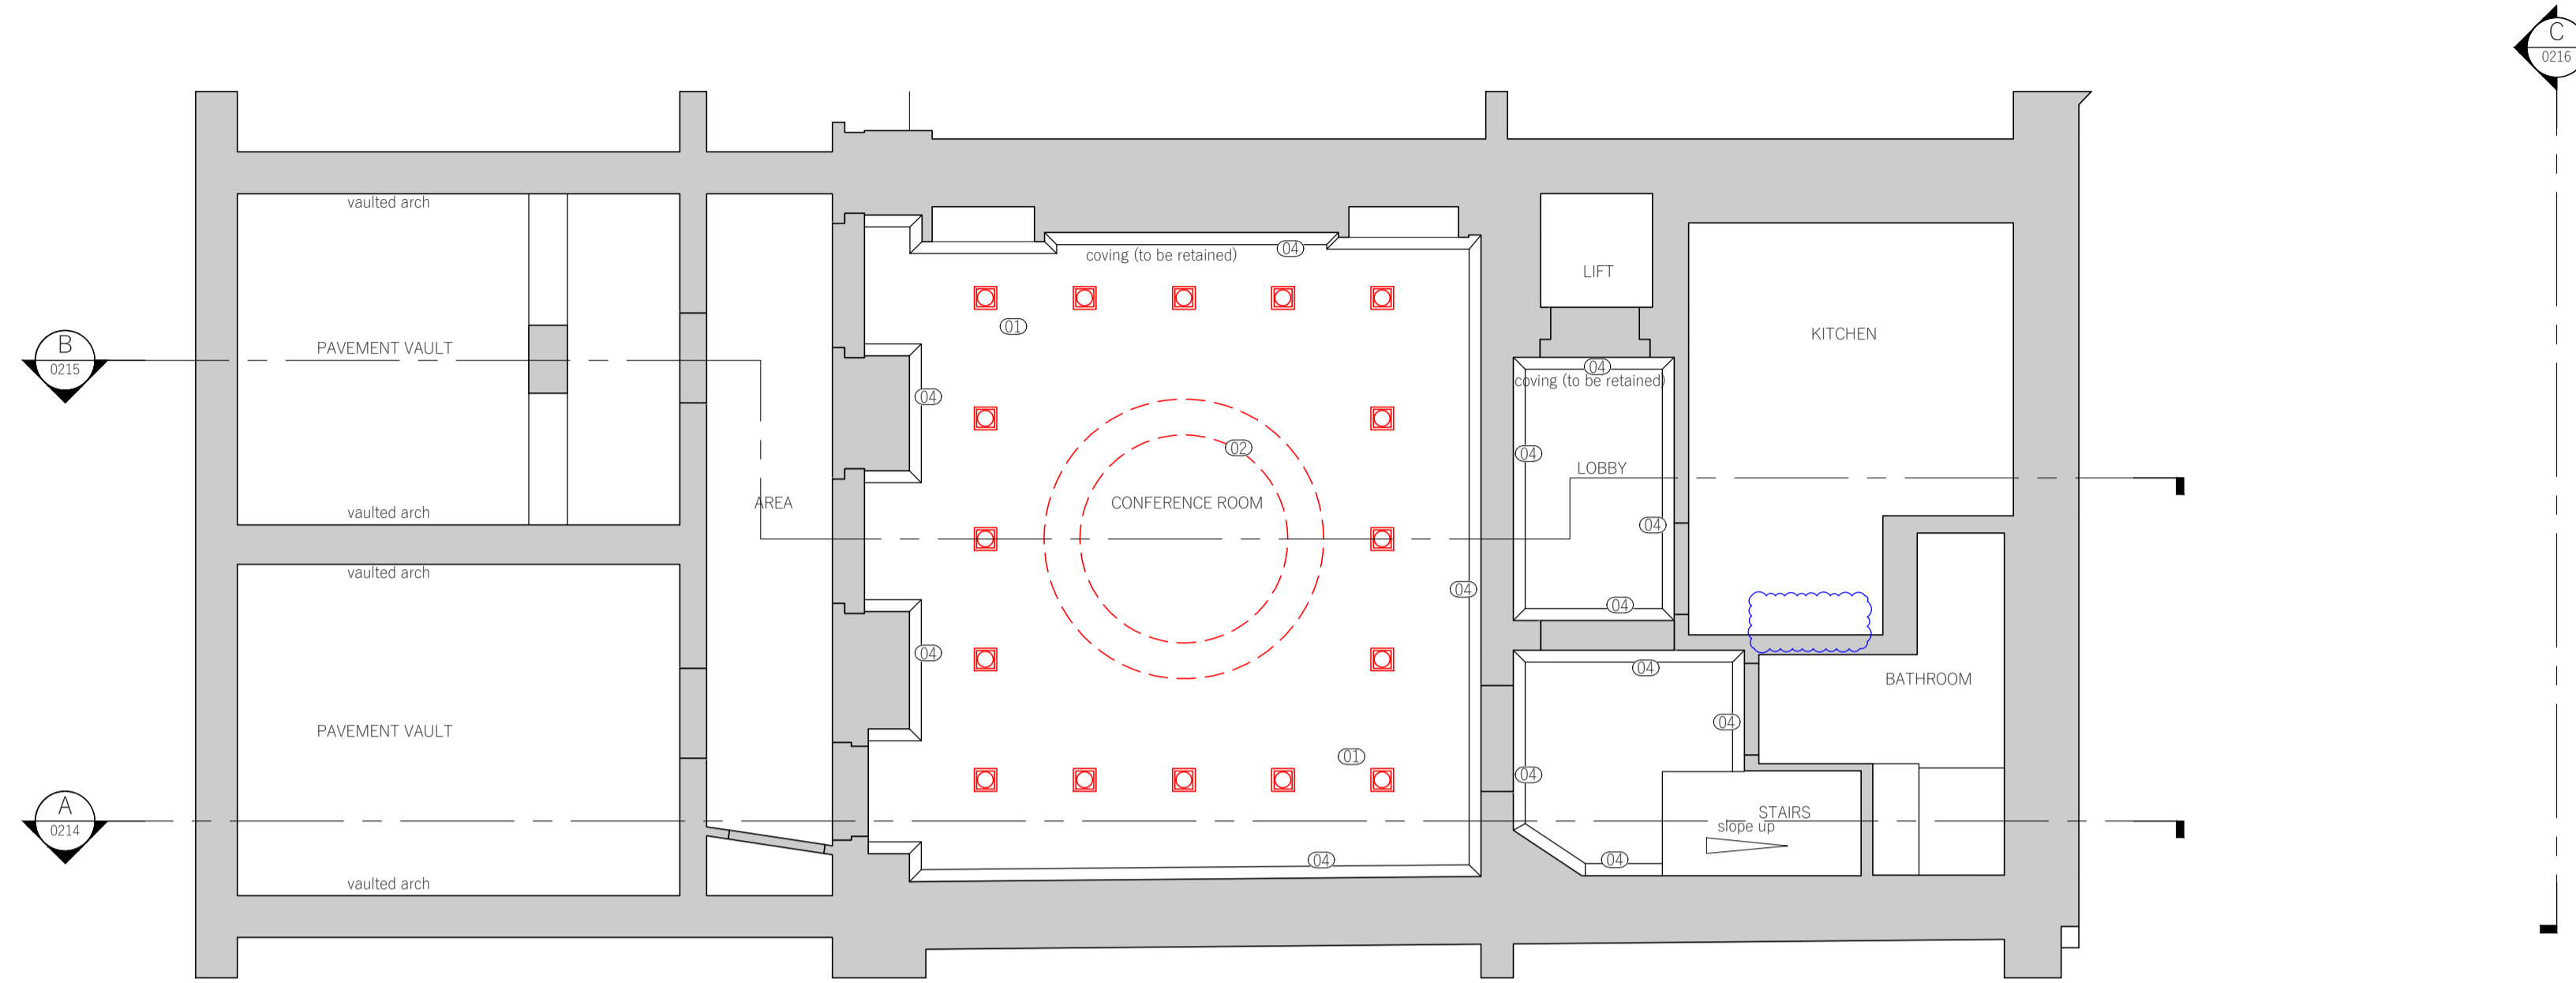 C
0216
vaulted arch
coving (to be retained)
04
LIFT
01
KITCHEN
B
0215
PAVEMENT VAULT
04
04
coving (to be retained)
02
04
LOBBY
AREA
CONFERENCE ROOM
vaulted arch
04
vaulted arch
04
04
04
04
BATHROOM
04
PAVEMENT VAULT
01
04
A
0214
STAIRS
slope up
04
04
vaulted arch